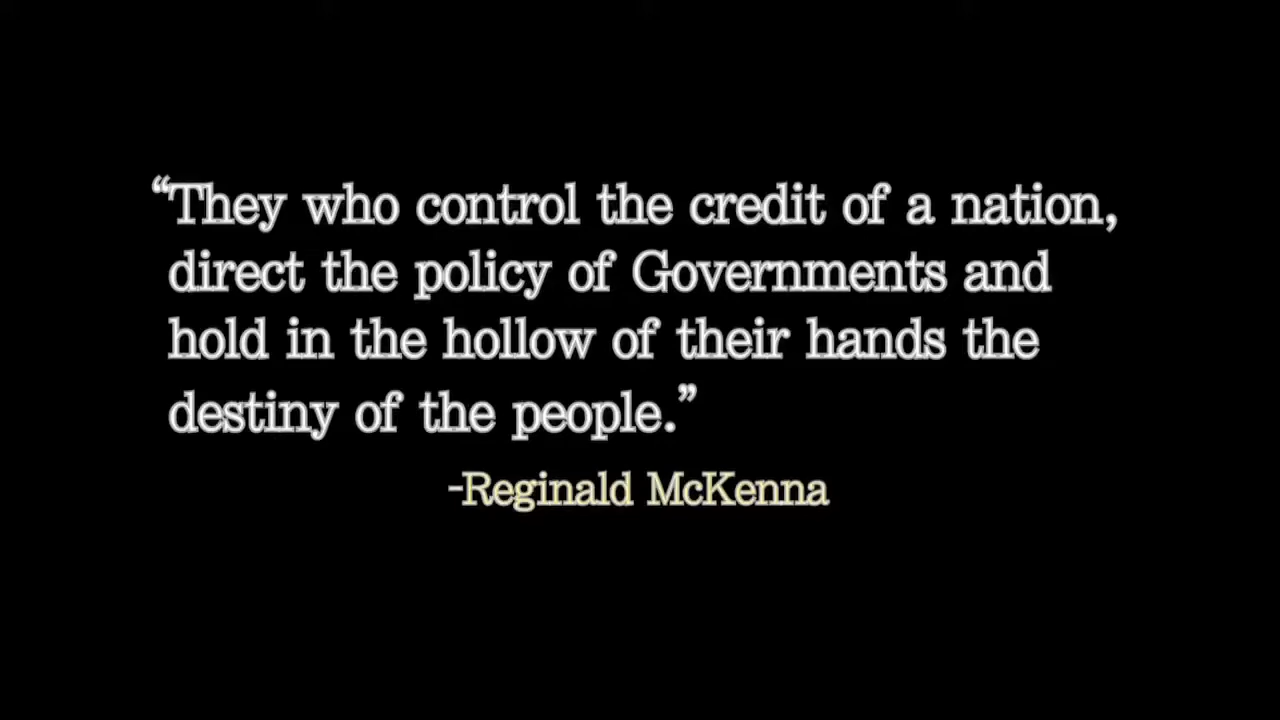 “They who control the credit of a nation,
direct the policy of Governments and
hold in the hollow of their hands the
destiny of the people.”
-Reginald McKenna